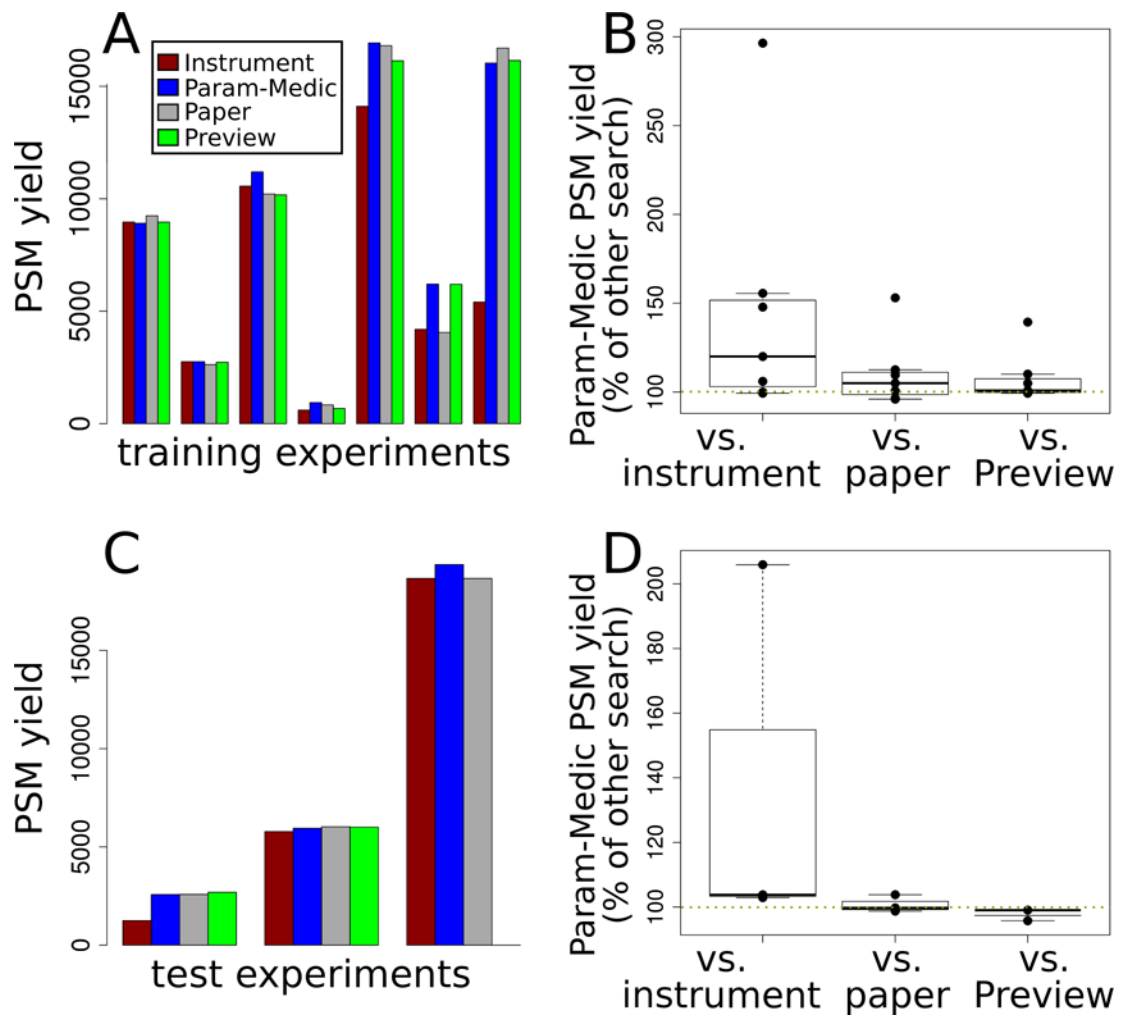 A
Instrument
Param-Medic
Paper
Preview
PSM yield
0
5000
10000
15000
training experiments
B
Param-Medic PSM yield
(% of other search)
100
150
200
250
300
vs.
instrument
vs.
paper
vs.
Preview
C
PSM yield
0
5000
10000
15000
test experiments
D
Param-Medic PSM yield
(% of other search)
100
120
140
160
180
200
vs.
instrument
vs.
paper
vs.
Preview